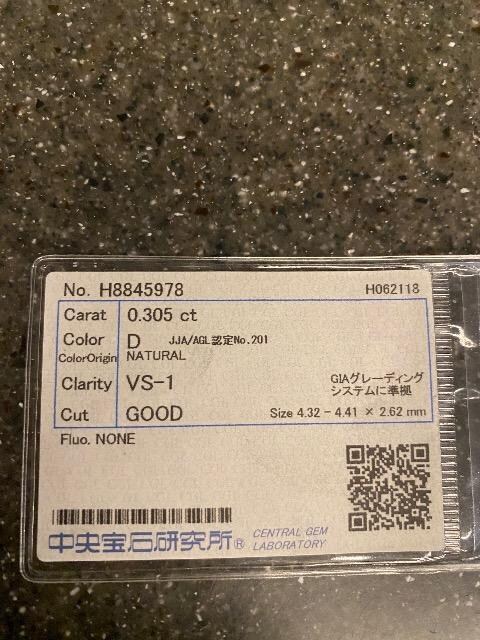 No. H8845978 H062118
Carat 0.305 ct
Color D JJA/AGL認定No.201
ColorOrigin NATURAL
Clarity VS-1 GIAグレーディング
システムに準拠
Cut GOOD Size 4.32 - 4.41 × 2.62 mm
Fluo. NONE
中央宝石研究所® CENTRAL GEM
LABORATORY